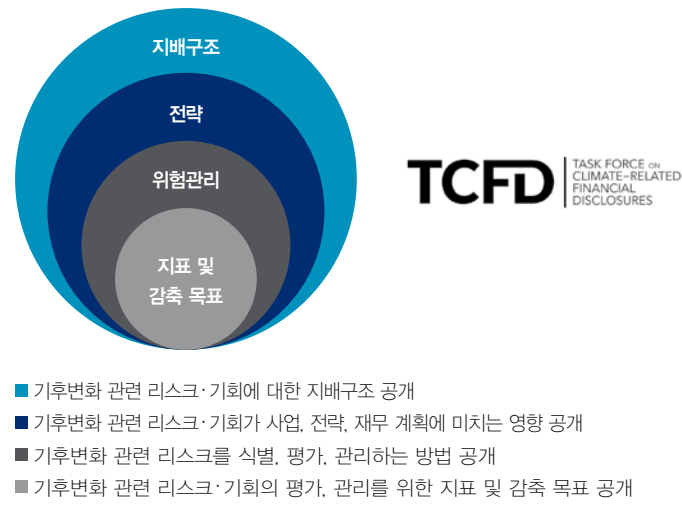 지배구조
전략
위험관리
지표 및
감축 목표
TCFD
TASK FORCE ON
CLIMATE-RELATED
FINANCIAL
DISCLOSURES
기후변화 관련 리스크·기회에 대한 지배구조 공개
기후변화 관련 리스크·기회가 사업, 전략, 재무 계획에 미치는 영향 공개
기후변화 관련 리스크를 식별, 평가, 관리하는 방법 공개
기후변화 관련 리스크·기회의 평가, 관리를 위한 지표 및 감축 목표 공개